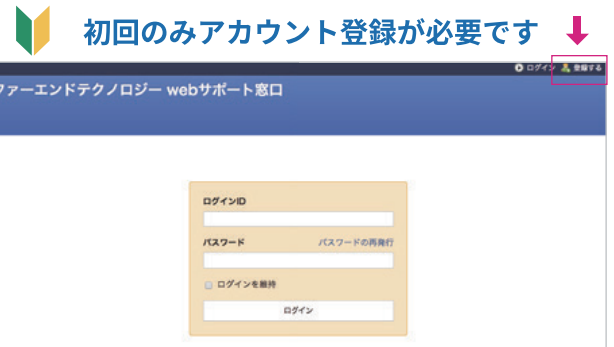 初回のみアカウント登録が必要です
ログイン 登録する
ファーエンドテクノロジー webサポート窓口
ログインID
パスワード パスワードの再発行
ログインを維持
ログイン